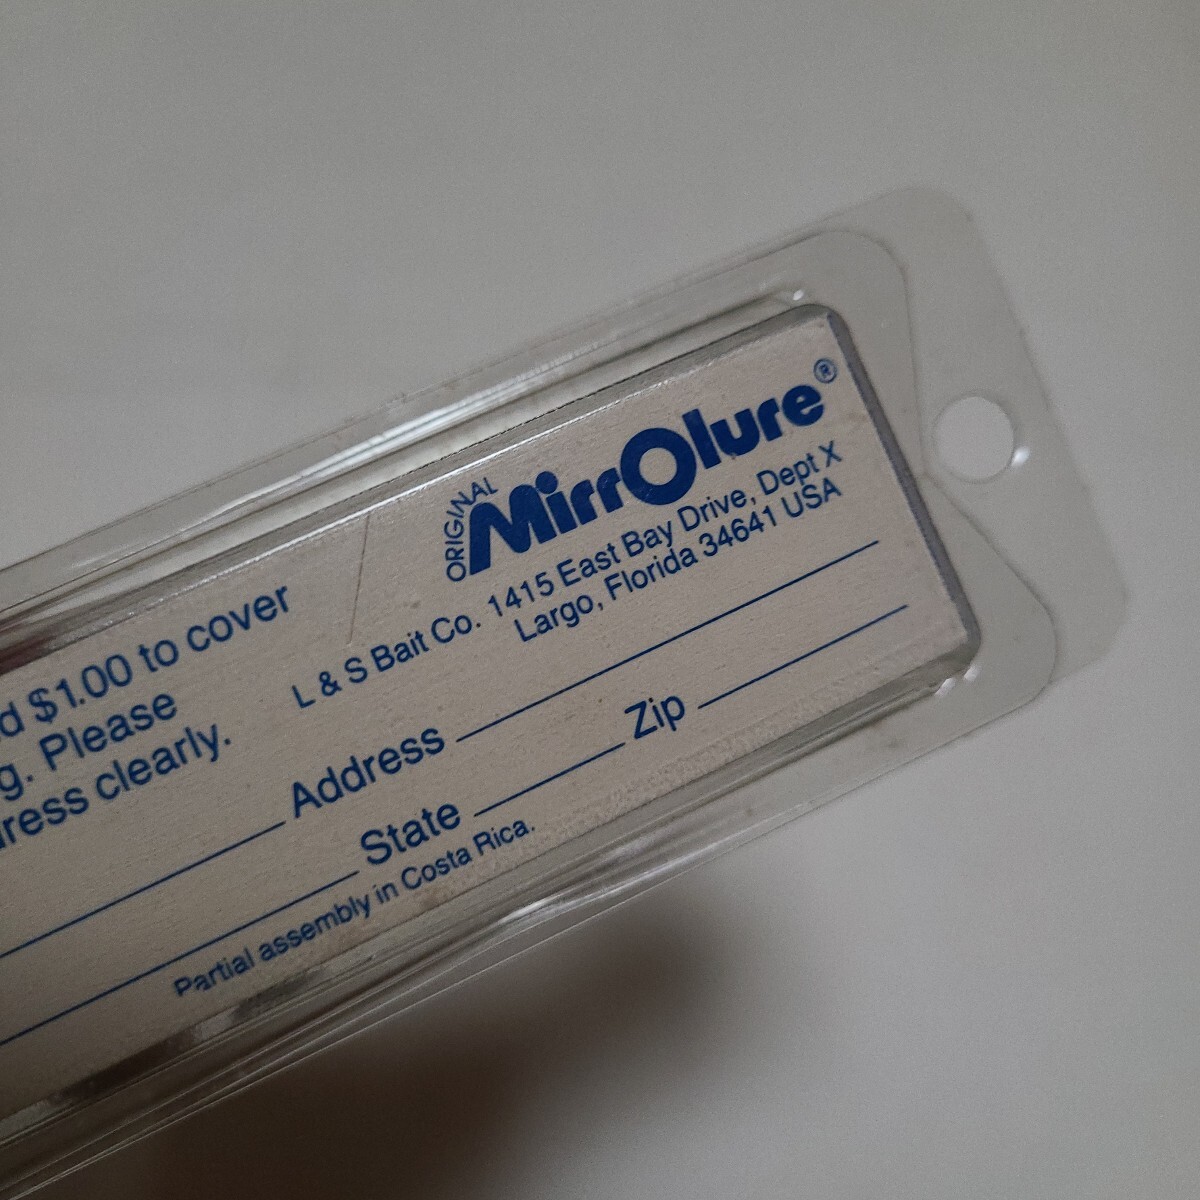 ORIGINAL
MirrOlure®
L & S Bait Co. 1415 East Bay Drive, Dept X
Largo, Florida 34641 USA
$1.00 to cover
Please
clearly.
Address
State Zip
Partial assembly in Costa Rica.